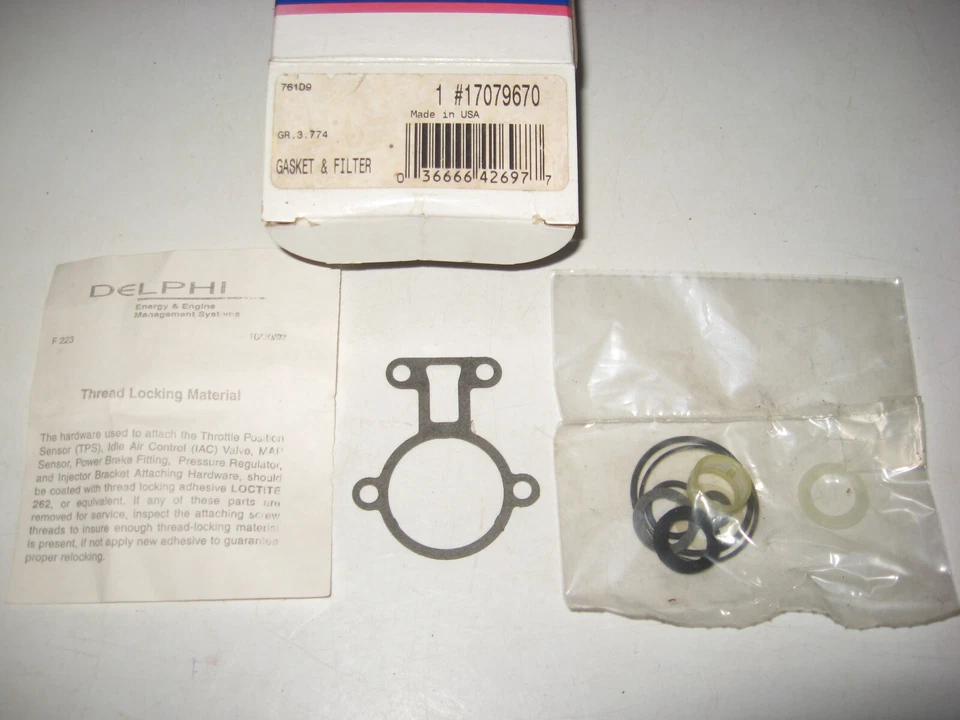 761D9
1 #17079670
Made in USA
GR.3.774
GASKET & FILTER
0 36666 42697 7
DELPHI
Energy & Engine
Management Systems
F 223
Thread Locking Material
The hardware used to attach the Throttle Position
Sensor (TPS), Idle Air Control (IAC) Valve, MAP
Sensor, Power Brake Fitting, Pressure Regulator,
and Injector Bracket Attaching Hardware, should
be coated with thread locking adhesive LOCTITE
262, or equivalent. If any of these parts are
removed for service, inspect the attaching screw
threads to insure enough thread-locking material
is present, if not apply new adhesive to guarantee
proper relocking.